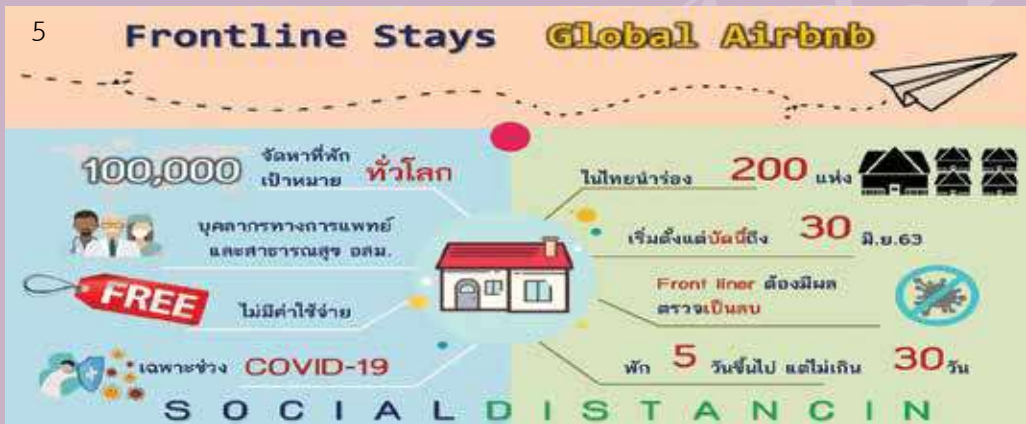 5
Frontline Stays Global Airbnb
100,000 จัดหาที่พัก
เป้าหมาย ทั่วโลก
บุคลากรทางการแพทย์
และสาธารณสุข อสม.
FREE ไม่มีค่าใช้จ่าย
เฉพาะช่วง COVID-19
ในไทยนำร่อง 200 แห่ง
เริ่มตั้งแต่บัดนี้ถึง 30 มิ.ย.63
Front liner ต้องมีผล
ตรวจเป็นลบ
พัก 5 วันขึ้นไป แต่ไม่เกิน 30 วัน
SOCIAL DISTANCIN